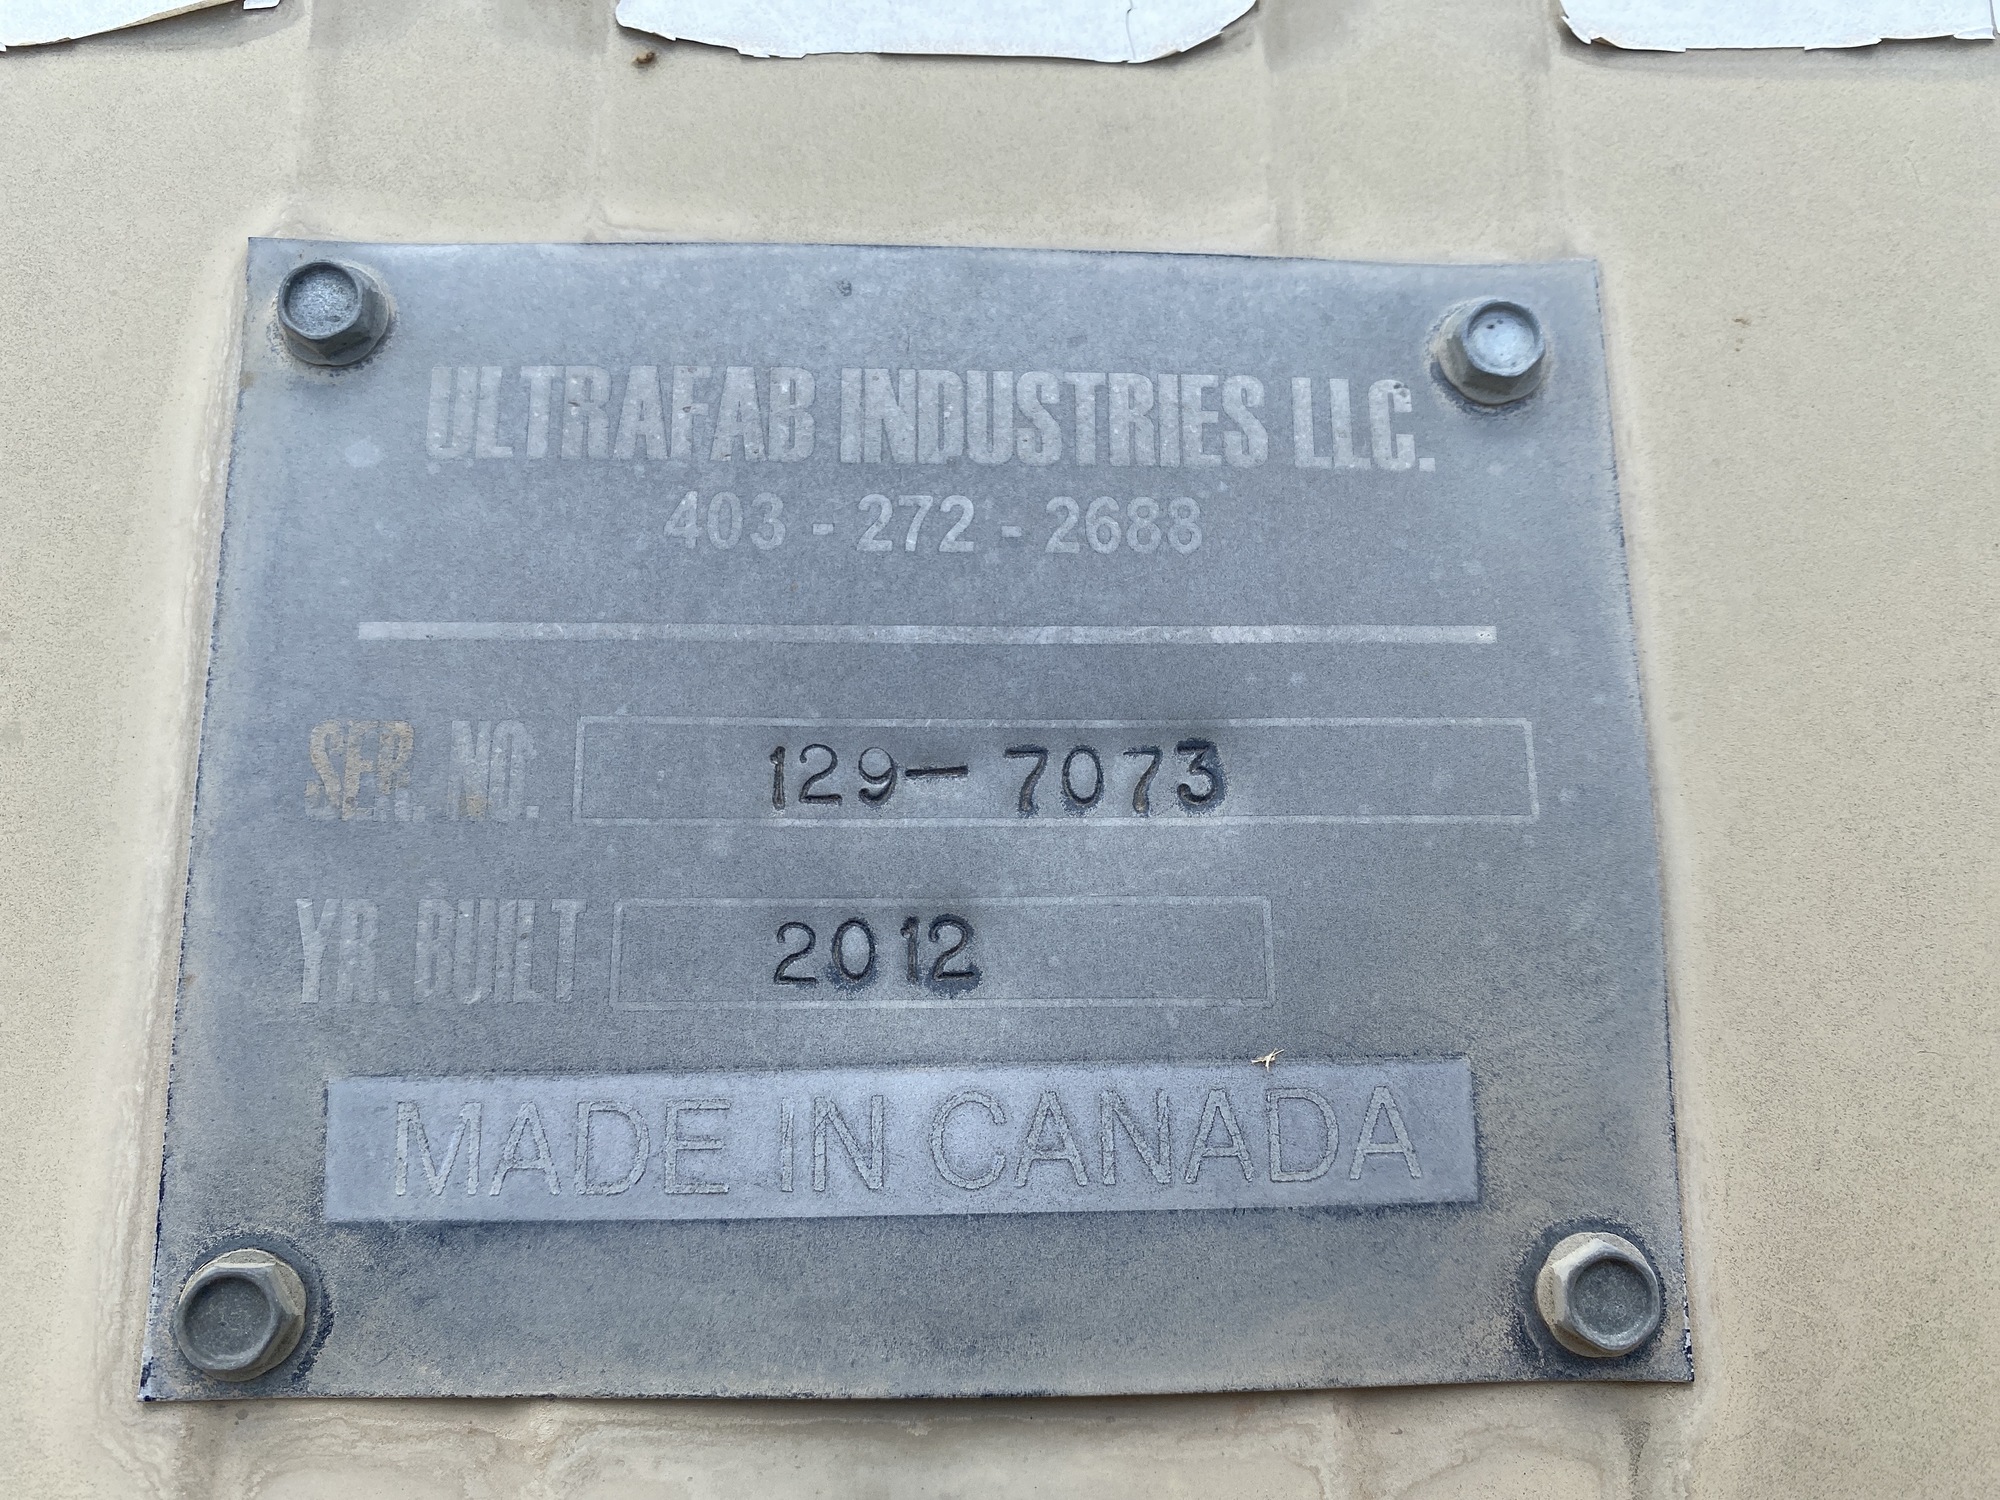 ULTRAFAB INDUSTRIES LLC.
403 - 272 - 2688
SER. NO. 129- 7073
YR. BUILT 2012
MADE IN CANADA